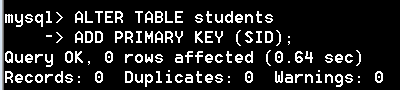 mysql> ALTER TABLE students
    -> ADD PRIMARY KEY (SID);
Query OK, 0 rows affected (0.64 sec)
Records: 0  Duplicates: 0  Warnings: 0